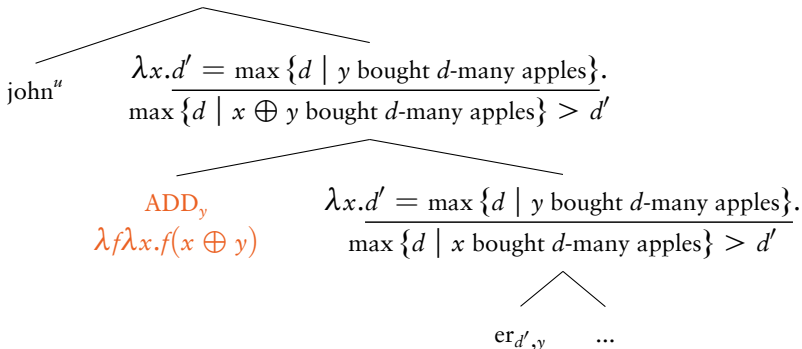 johnᵘ
λx.d′ = max {d | y bought d-many apples}.
max {d | x ⊕ y bought d-many apples} > d′
ADD_y
λfλx.f(x ⊕ y)
λx.d′ = max {d | y bought d-many apples}.
max {d | x bought d-many apples} > d′
er_{d′,y}
...